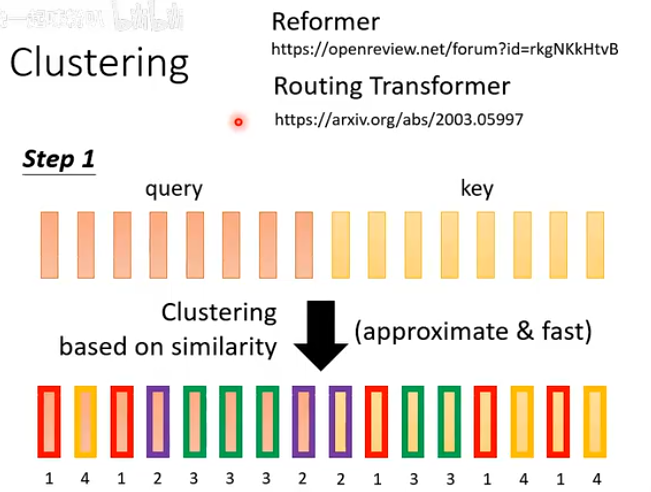 Reformer
https://openreview.net/forum?id=rkgNKkHtvB
Clustering
Routing Transformer
https://arxiv.org/abs/2003.05997
Step 1
query
key
Clustering
based on similarity
(approximate & fast)
1 4 1 2 3 3 3 2 2 1 3 3 1 4 1 4